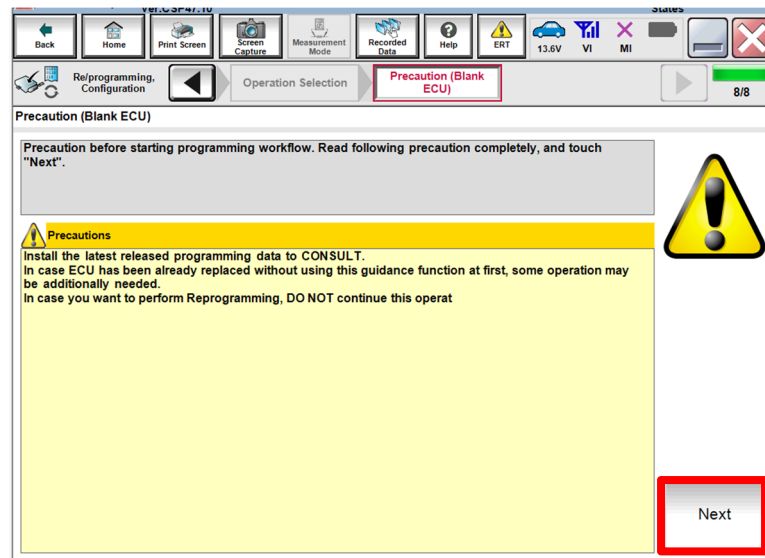 Ver.CSP47.10
States
Back
Home
Print Screen
Screen
Capture
Measurement
Mode
Recorded
Data
Help
ERT
13.6V
VI
MI
Re/programming,
Configuration
Operation Selection
Precaution (Blank
ECU)
8/8
Precaution (Blank ECU)
Precaution before starting programming workflow. Read following precaution completely, and touch
"Next".
Precautions
Install the latest released programming data to CONSULT.
In case ECU has been already replaced without using this guidance function at first, some operation may
be additionally needed.
In case you want to perform Reprogramming, DO NOT continue this operat
Next